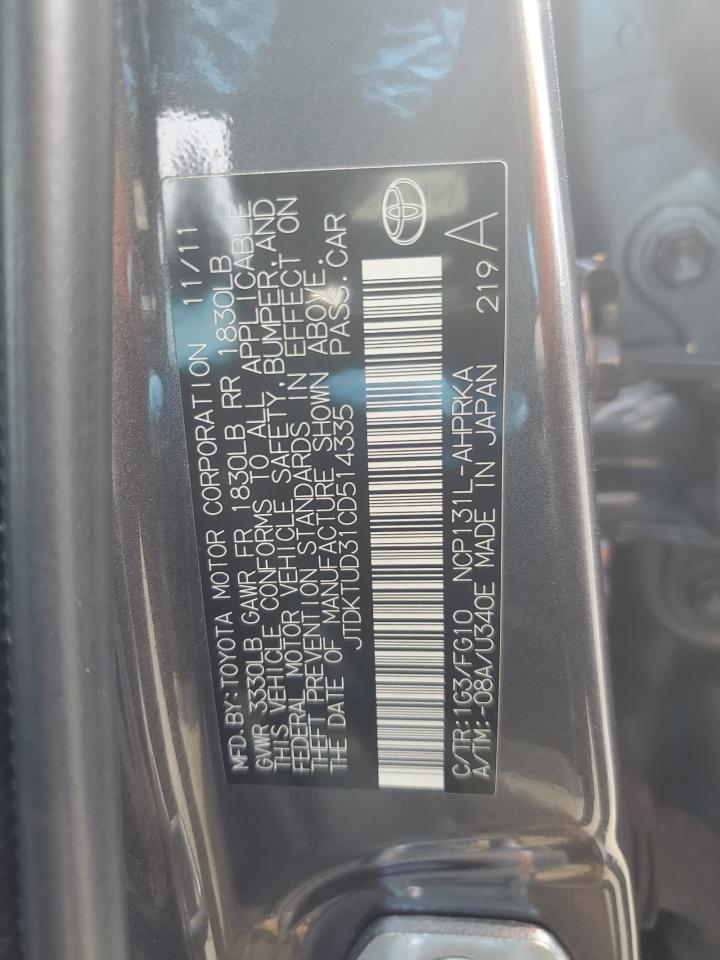 MFD.BY:TOYOTA MOTOR CORPORATION 11/11
GVWR 3330LB GAWR FR 1830LB RR 1830LB
THIS VEHICLE CONFORMS TO ALL APPLICABLE
FEDERAL MOTOR VEHICLE SAFETY,BUMPER,AND
THEFT PREVENTION STANDARDS IN EFFECT ON
THE DATE OF MANUFACTURE SHOWN ABOVE.
JTDKTUD31CD514335 PASS.CAR
C/TR:1G3/FG10 NCP131L-AHPRKA
A/TM:-08A/U340E MADE IN JAPAN 219 A